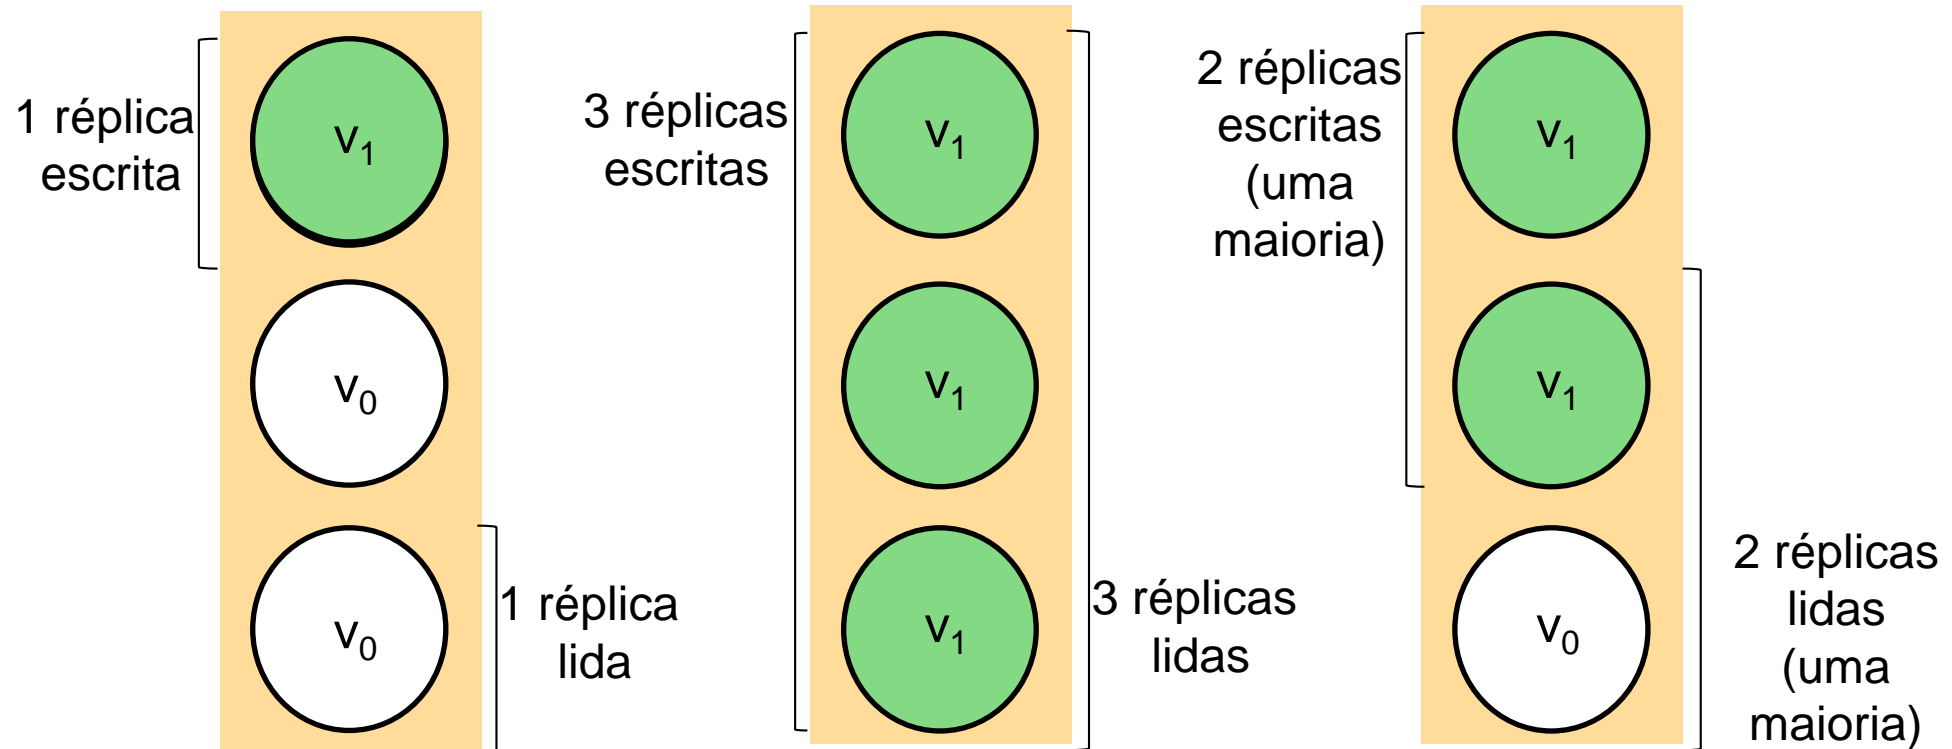 1 réplica
escrita
v1
v0
v0
1 réplica
lida
3 réplicas
escritas
v1
v1
v1
3 réplicas
lidas
2 réplicas
escritas
(uma
maioria)
v1
v1
v0
2 réplicas
lidas
(uma
maioria)